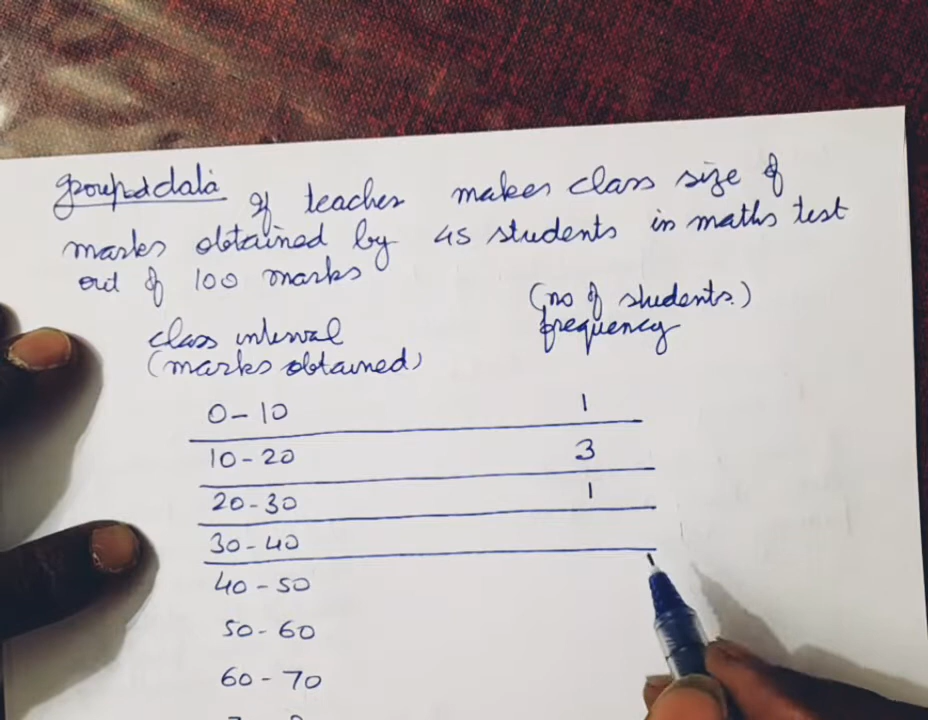 grouped data
If teacher makes class size of
marks obtained by 45 students in maths test
out of 100 marks
(no of students.)
frequency
class interval
(marks obtained)
0-10 1
10-20 3
20-30 1
30-40
40-50
50-60
60-70